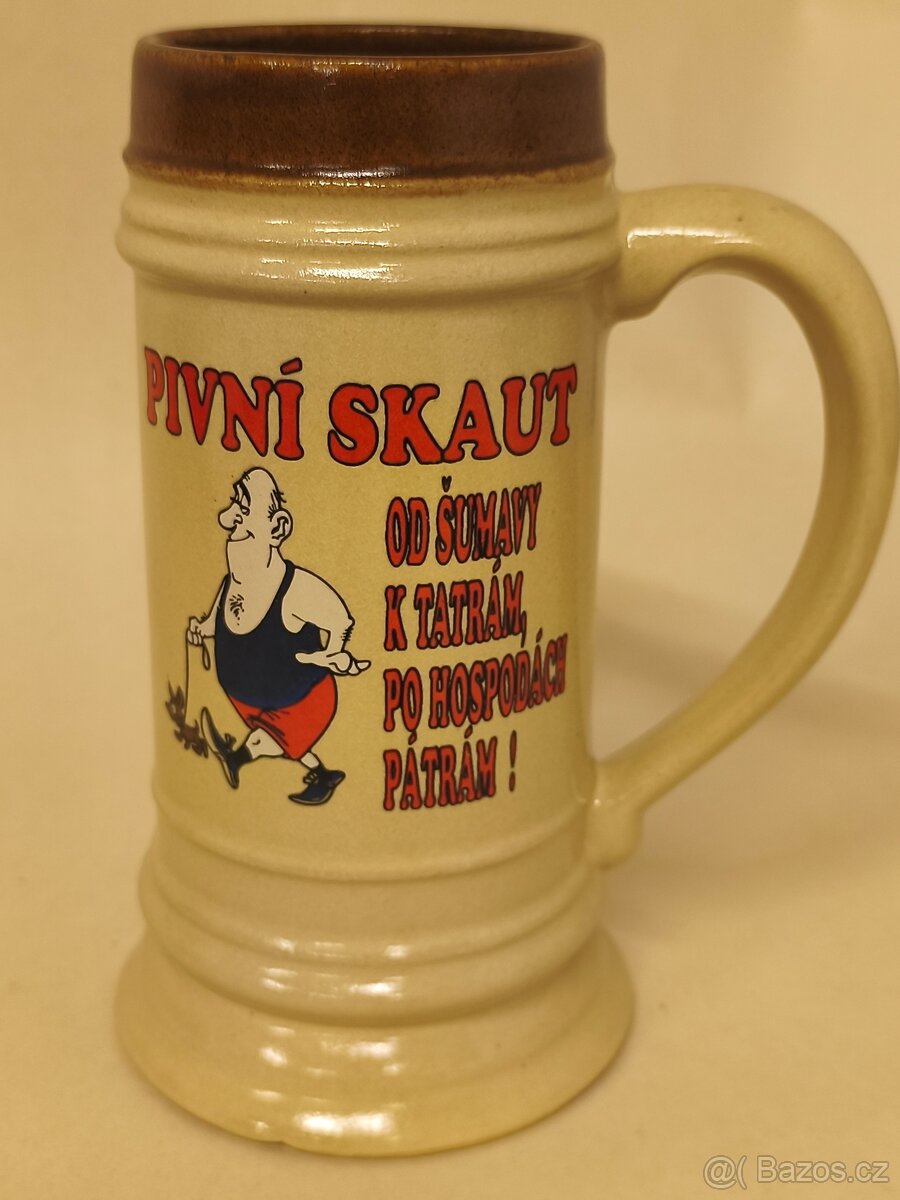 PIVNÍ SKAUT
OD ŠUMAVY
K TATRÁM,
PO HOSPODÁCH
PÁTRÁM !
@( Bazos.cz